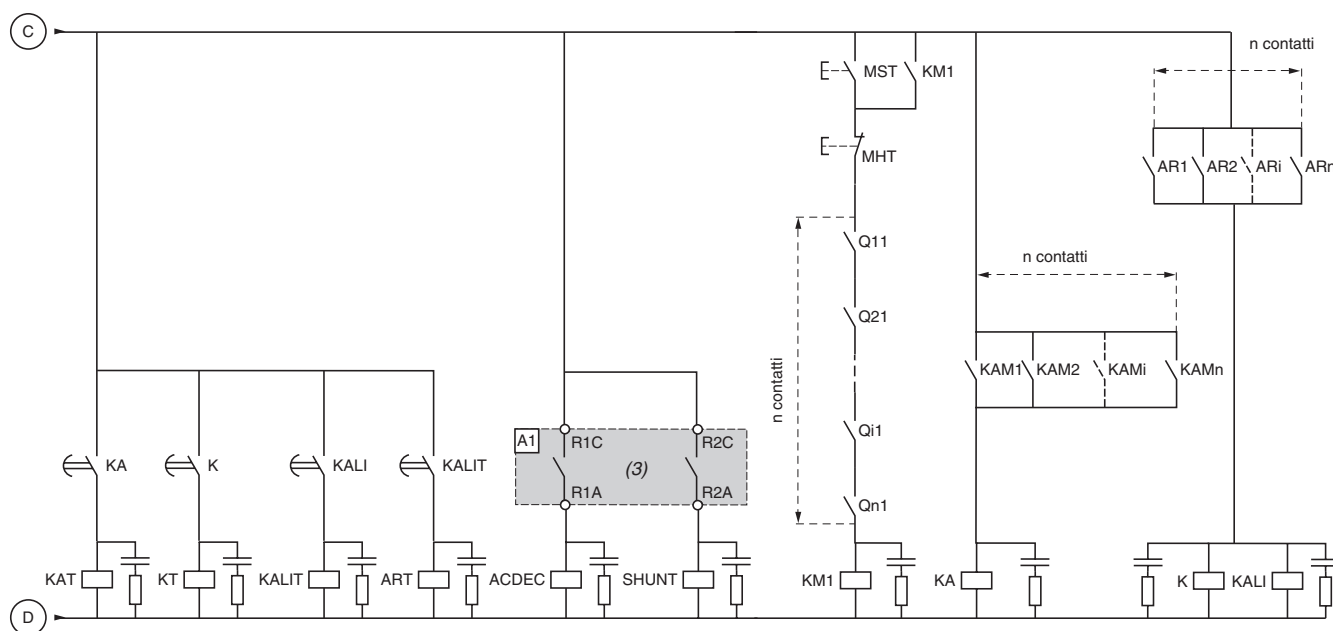 C
n contatti
MST
KM1
MHT
AR1
AR2
ARi
ARn
Q11
n contatti
Q21
n contatti
KAM1
KAM2
KAMi
KAMn
A1
R1C
R2C
Qi1
KA
K
KALI
KALIT
(3)
R1A
R2A
Qn1
KAT
KT
KALIT
ART
ACDEC
SHUNT
KM1
KA
K
KALI
D